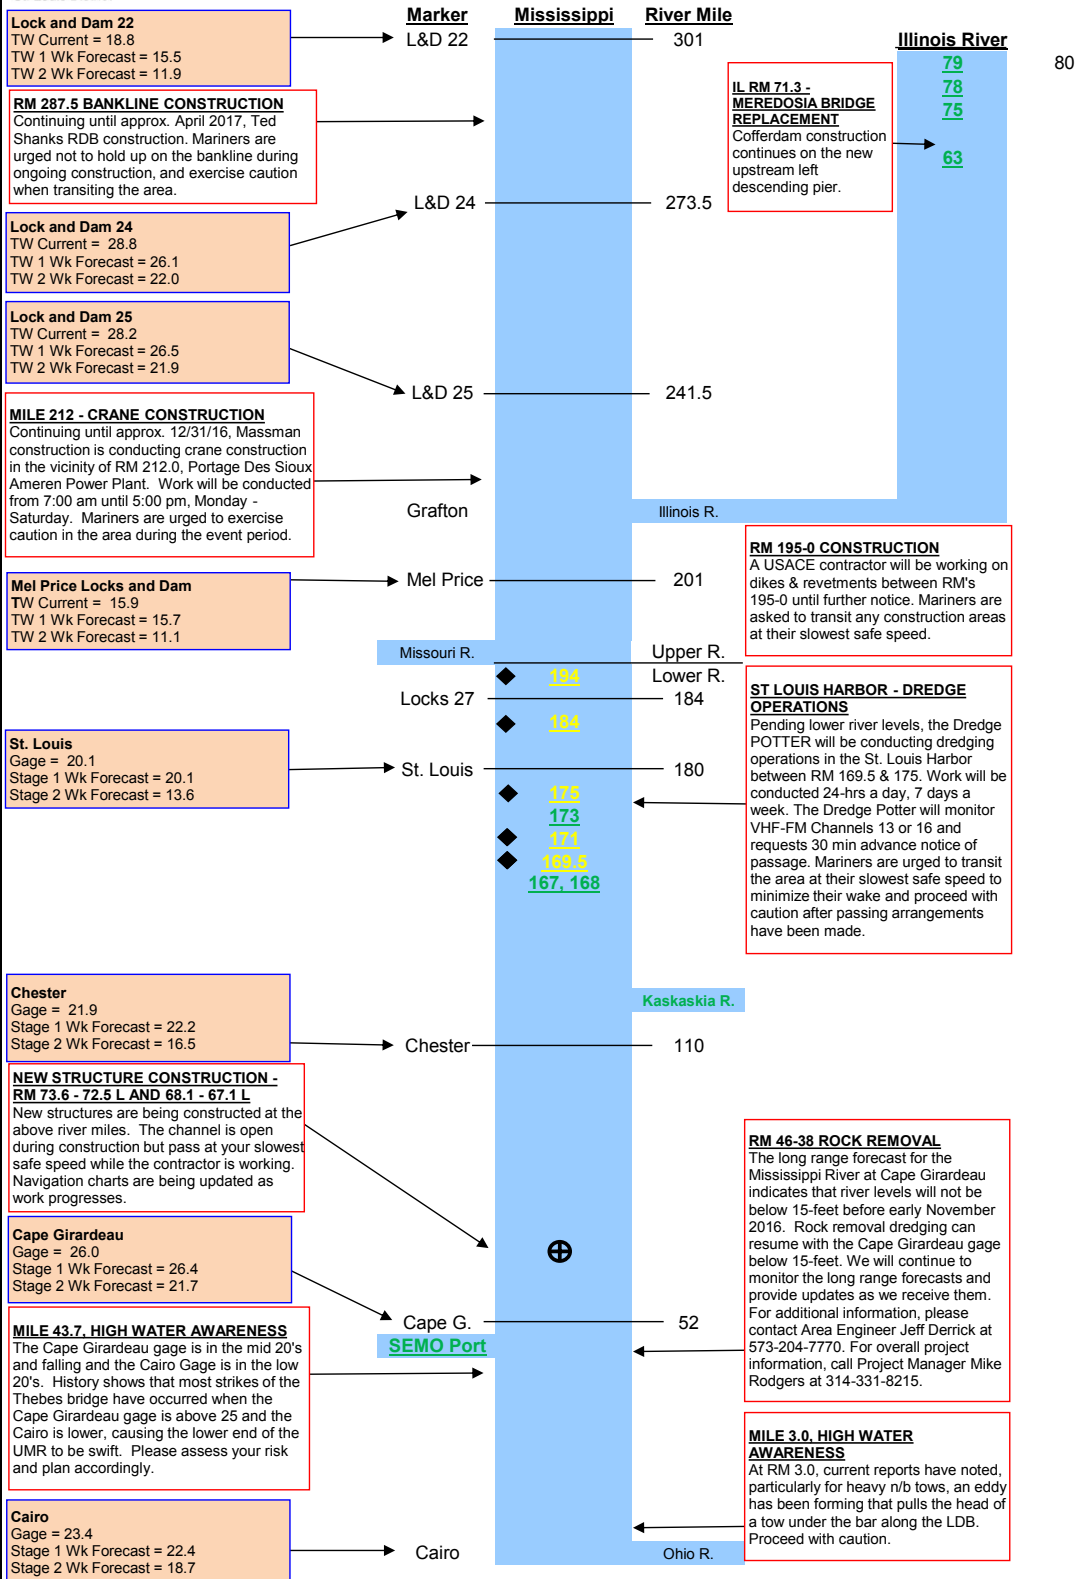 Marker Mississippi River Mile
Lock and Dam 22
TW Current = 18.8
TW 1 Wk Forecast = 15.5
TW 2 Wk Forecast = 11.9
L&D 22 301
Illinois River
79
80
78
75
63
RM 287.5 BANKLINE CONSTRUCTION
Continuing until approx. April 2017, Ted
Shanks RDB construction. Mariners are
urged not to hold up on the bankline during
ongoing construction, and exercise caution
when transiting the area.
IL RM 71.3 -
MEREDOSIA BRIDGE
REPLACEMENT
Cofferdam construction
continues on the new
upstream left
descending pier.
L&D 24 273.5
Lock and Dam 24
TW Current = 28.8
TW 1 Wk Forecast = 26.1
TW 2 Wk Forecast = 22.0
Lock and Dam 25
TW Current = 28.2
TW 1 Wk Forecast = 26.5
TW 2 Wk Forecast = 21.9
L&D 25 241.5
MILE 212 - CRANE CONSTRUCTION
Continuing until approx. 12/31/16, Massman
construction is conducting crane construction
in the vicinity of RM 212.0, Portage Des Sioux
Ameren Power Plant. Work will be conducted
from 7:00 am until 5:00 pm, Monday -
Saturday. Mariners are urged to exercise
caution in the area during the event period.
Grafton Illinois R.
RM 195-0 CONSTRUCTION
A USACE contractor will be working on
dikes & revetments between RM's
195-0 until further notice. Mariners are
asked to transit any construction areas
at their slowest safe speed.
Mel Price Locks and Dam
TW Current = 15.9
TW 1 Wk Forecast = 15.7
TW 2 Wk Forecast = 11.1
Mel Price 201
Missouri R. Upper R.
194 Lower R.
Locks 27 184
184
ST LOUIS HARBOR - DREDGE
OPERATIONS
Pending lower river levels, the Dredge
POTTER will be conducting dredging
operations in the St. Louis Harbor
between RM 169.5 & 175. Work will be
conducted 24-hrs a day, 7 days a
week. The Dredge Potter will monitor
VHF-FM Channels 13 or 16 and
requests 30 min advance notice of
passage. Mariners are urged to transit
the area at their slowest safe speed to
minimize their wake and proceed with
caution after passing arrangements
have been made.
St. Louis
Gage = 20.1
Stage 1 Wk Forecast = 20.1
Stage 2 Wk Forecast = 13.6
St. Louis 180
175
173
171
169.5
167, 168
Kaskaskia R.
Chester
Gage = 21.9
Stage 1 Wk Forecast = 22.2
Stage 2 Wk Forecast = 16.5
Chester 110
NEW STRUCTURE CONSTRUCTION -
RM 73.6 - 72.5 L AND 68.1 - 67.1 L
New structures are being constructed at the
above river miles. The channel is open
during construction but pass at your slowest
safe speed while the contractor is working.
Navigation charts are being updated as
work progresses.
RM 46-38 ROCK REMOVAL
The long range forecast for the
Mississippi River at Cape Girardeau
indicates that river levels will not be
below 15-feet before early November
2016. Rock removal dredging can
resume with the Cape Girardeau gage
below 15-feet. We will continue to
monitor the long range forecasts and
provide updates as we receive them.
For additional information, please
contact Area Engineer Jeff Derrick at
573-204-7770. For overall project
information, call Project Manager Mike
Rodgers at 314-331-8215.
Cape Girardeau
Gage = 26.0
Stage 1 Wk Forecast = 26.4
Stage 2 Wk Forecast = 21.7
Cape G. 52
SEMO Port
MILE 43.7, HIGH WATER AWARENESS
The Cape Girardeau gage is in the mid 20's
and falling and the Cairo Gage is in the low
20's. History shows that most strikes of the
Thebes bridge have occurred when the
Cape Girardeau gage is above 25 and the
Cairo is lower, causing the lower end of the
UMR to be swift. Please assess your risk
and plan accordingly.
MILE 3.0, HIGH WATER
AWARENESS
At RM 3.0, current reports have noted,
particularly for heavy n/b tows, an eddy
has been forming that pulls the head of
a tow under the bar along the LDB.
Proceed with caution.
Cairo
Gage = 23.4
Stage 1 Wk Forecast = 22.4
Stage 2 Wk Forecast = 18.7
Cairo Ohio R.